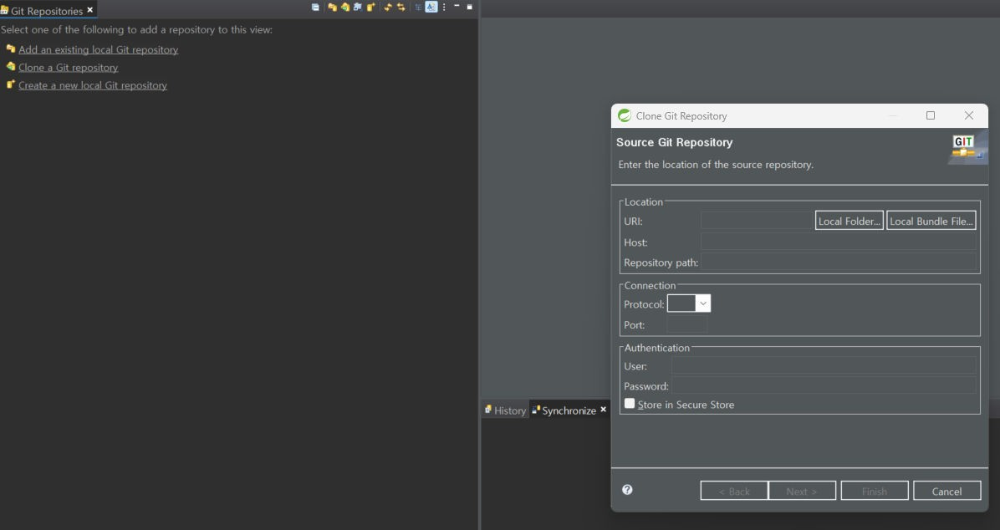 Git Repositories
Select one of the following to add a repository to this view:
Add an existing local Git repository
Clone a Git repository
Create a new local Git repository
Clone Git Repository
Source Git Repository
GIT
Enter the location of the source repository.
Location
URI:
Local Folder...
Local Bundle File...
Host:
Repository path:
Connection
Protocol:
Port:
Authentication
User:
Password:
Store in Secure Store
History
Synchronize
< Back
Next >
Finish
Cancel